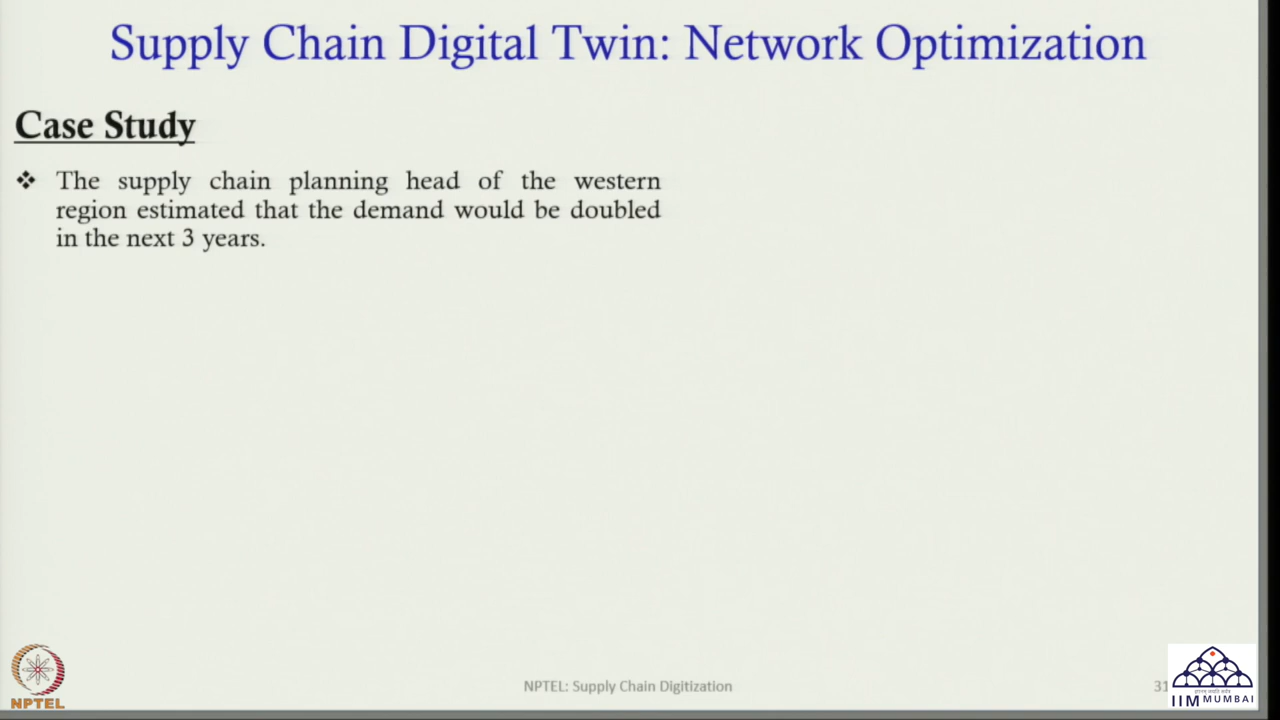 Supply Chain Digital Twin: Network Optimization
Case Study
❖ The supply chain planning head of the western
region estimated that the demand would be doubled
in the next 3 years.
NPTEL
NPTEL: Supply Chain Digitization
31
IIM MUMBAI